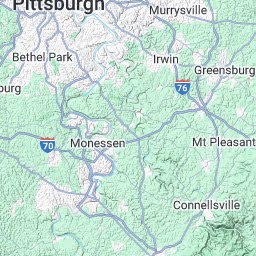 Pittsburgh
Murrysville
Bethel Park
Irwin
Greensburg
76
burg
70
Monessen
Mt Pleasant
Connellsville